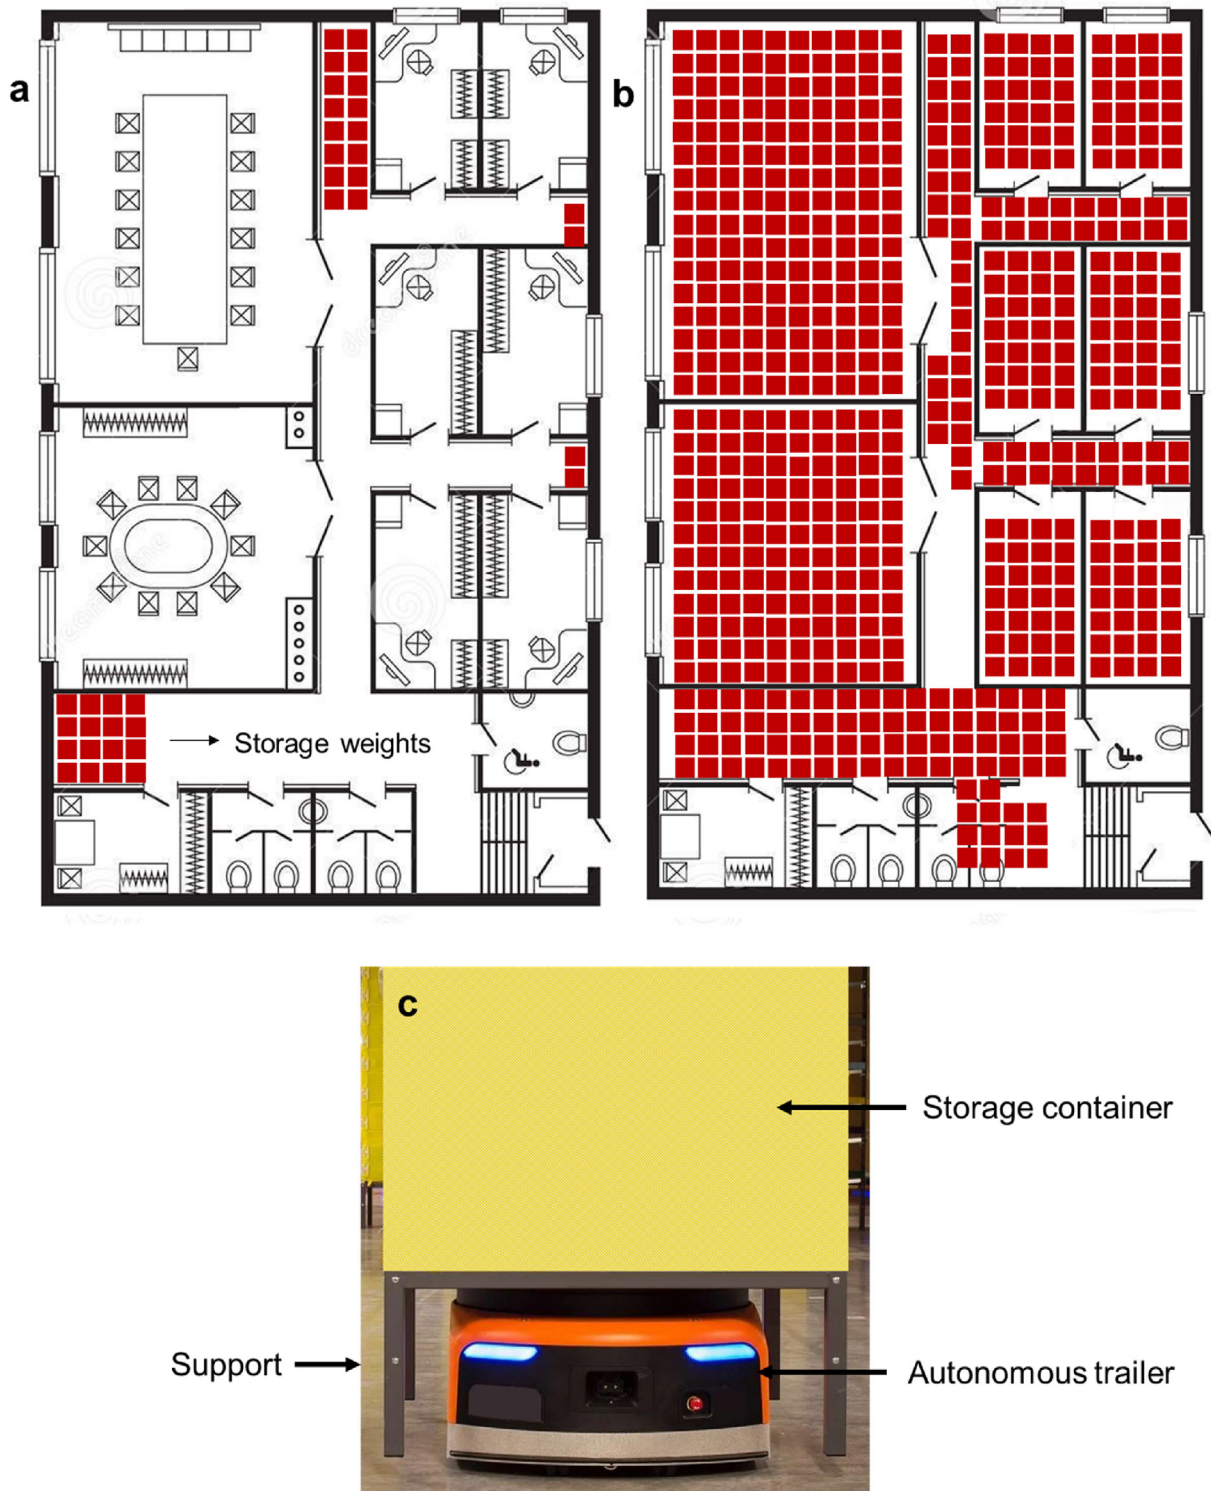 a
b
Storage weights
c
Storage container
Support
Autonomous trailer